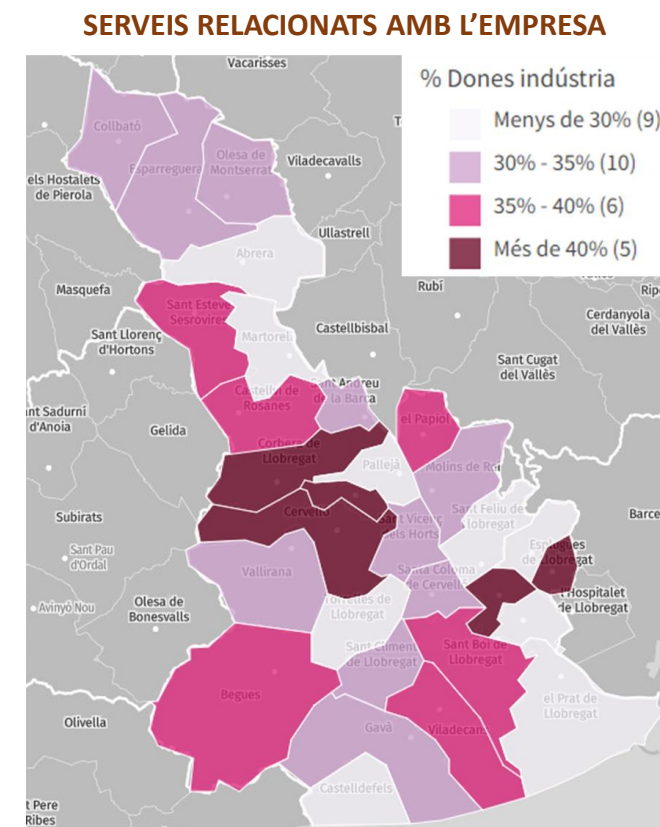 SERVEIS RELACIONATS AMB L'EMPRESA
% Dones indústria
Menys de 30% (9)
30% - 35% (10)
35% - 40% (6)
Més de 40% (5)
Vacarisses
Collbató
Esparreguera
Olesa de
Montserrat
Viladecavalls
els Hostalets
de Pierola
Ullastrell
Abrera
Masquefa
Rubí
Sant Esteve
Sesrovires
Cerdanyola
del Vallès
Sant Llorenç
d'Hortons
Martorell
Castellbisbal
Sant Cugat
del Vallès
Andreu
de la Barca
de
Rosanes
Sadurní
d'Anoia
Gelida
el Papiol
Corbera de
Llobregat
Pallejà
Molins de Rei
Subirats
Cervelló
Sant Vicenç
dels Horts
Sant Feliu de
Llobregat
Sant Pau
d'Ordal
Esplugues
de Llobregat
Vallirana
Santa Coloma
de Cervelló
Avinyó Nou
Olesa de
Bonesvalls
Torrelles de
Llobregat
l'Hospitalet
de Llobregat
Sant Climent
de Llobregat
Sant Boi de
Llobregat
Begues
el Prat de
Llobregat
Olivella
Gavà
Viladecans
Castelldefels
Pere
Ribes